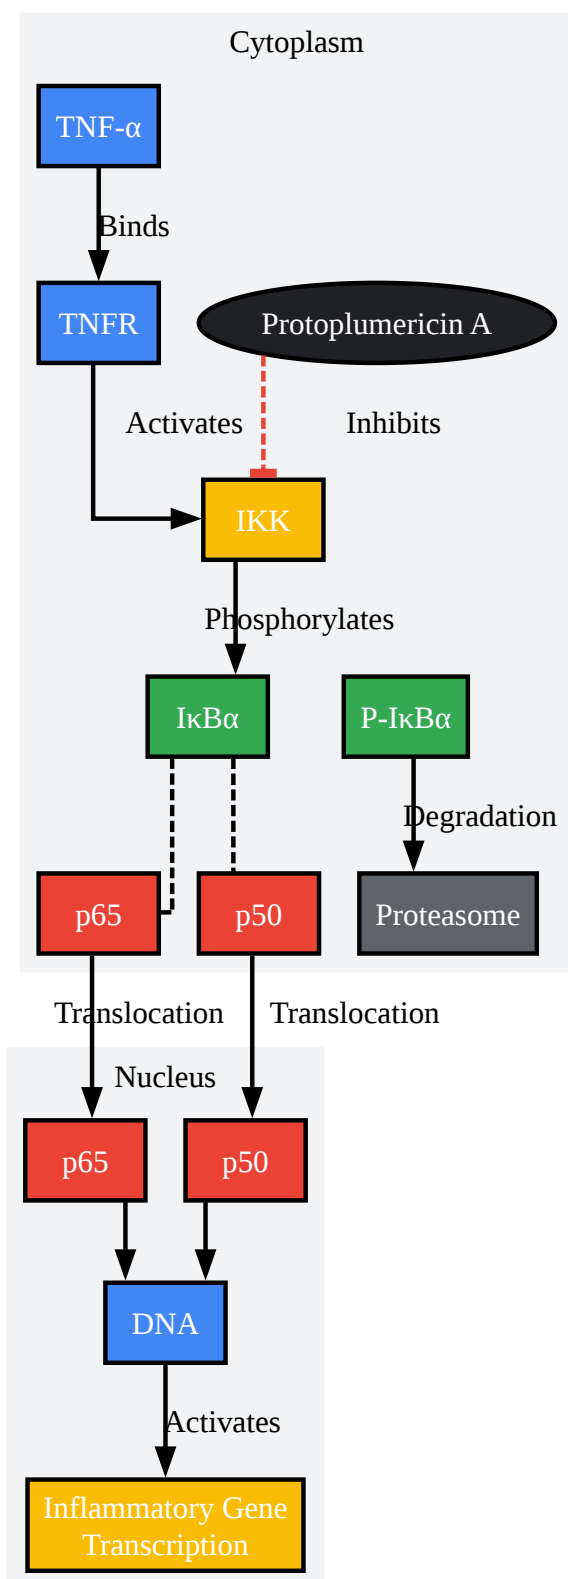 Cytoplasm
TNF-α
Binds
TNFR
Protoplumericin A
Activates
Inhibits
IKK
Phosphorylates
IκBα
P-IκBα
Degradation
p65
p50
Proteasome
Translocation
Translocation
Nucleus
p65
p50
DNA
Activates
Inflammatory Gene
Transcription